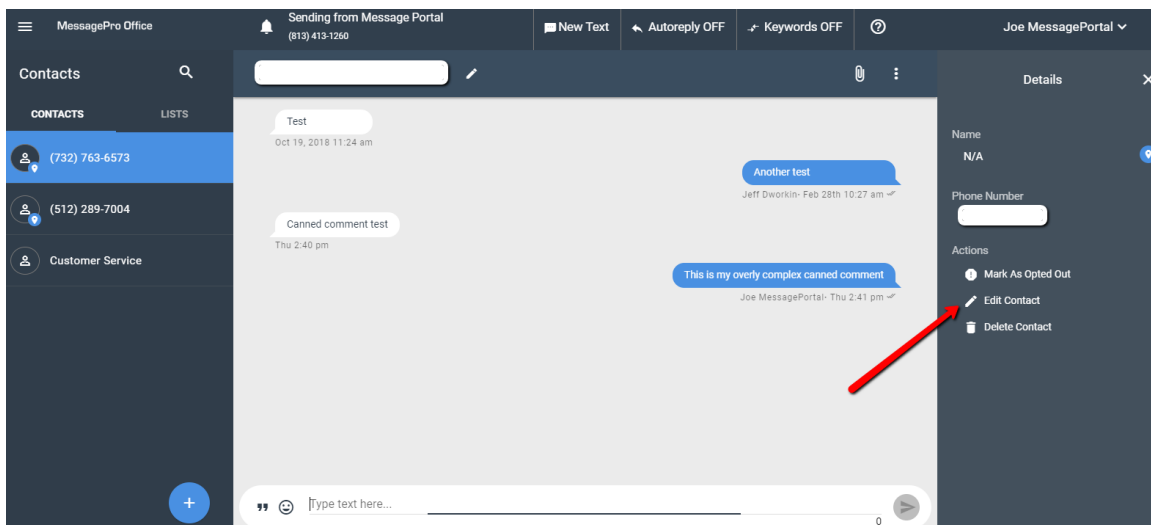 MessagePro Office
Sending from Message Portal
(813) 413-1260
New Text
Autoreply OFF
Keywords OFF
Joe MessagePortal
Contacts
CONTACTS
LISTS
(732) 763-6573
(512) 289-7004
Customer Service
Test
Oct 19, 2018 11:24 am
Another test
Jeff Dworkin- Feb 28th 10:27 am
Canned comment test
Thu 2:40 pm
This is my overly complex canned comment
Joe MessagePortal- Thu 2:41 pm
Type text here...
0
Details
Name
N/A
Phone Number
Actions
Mark As Opted Out
Edit Contact
Delete Contact